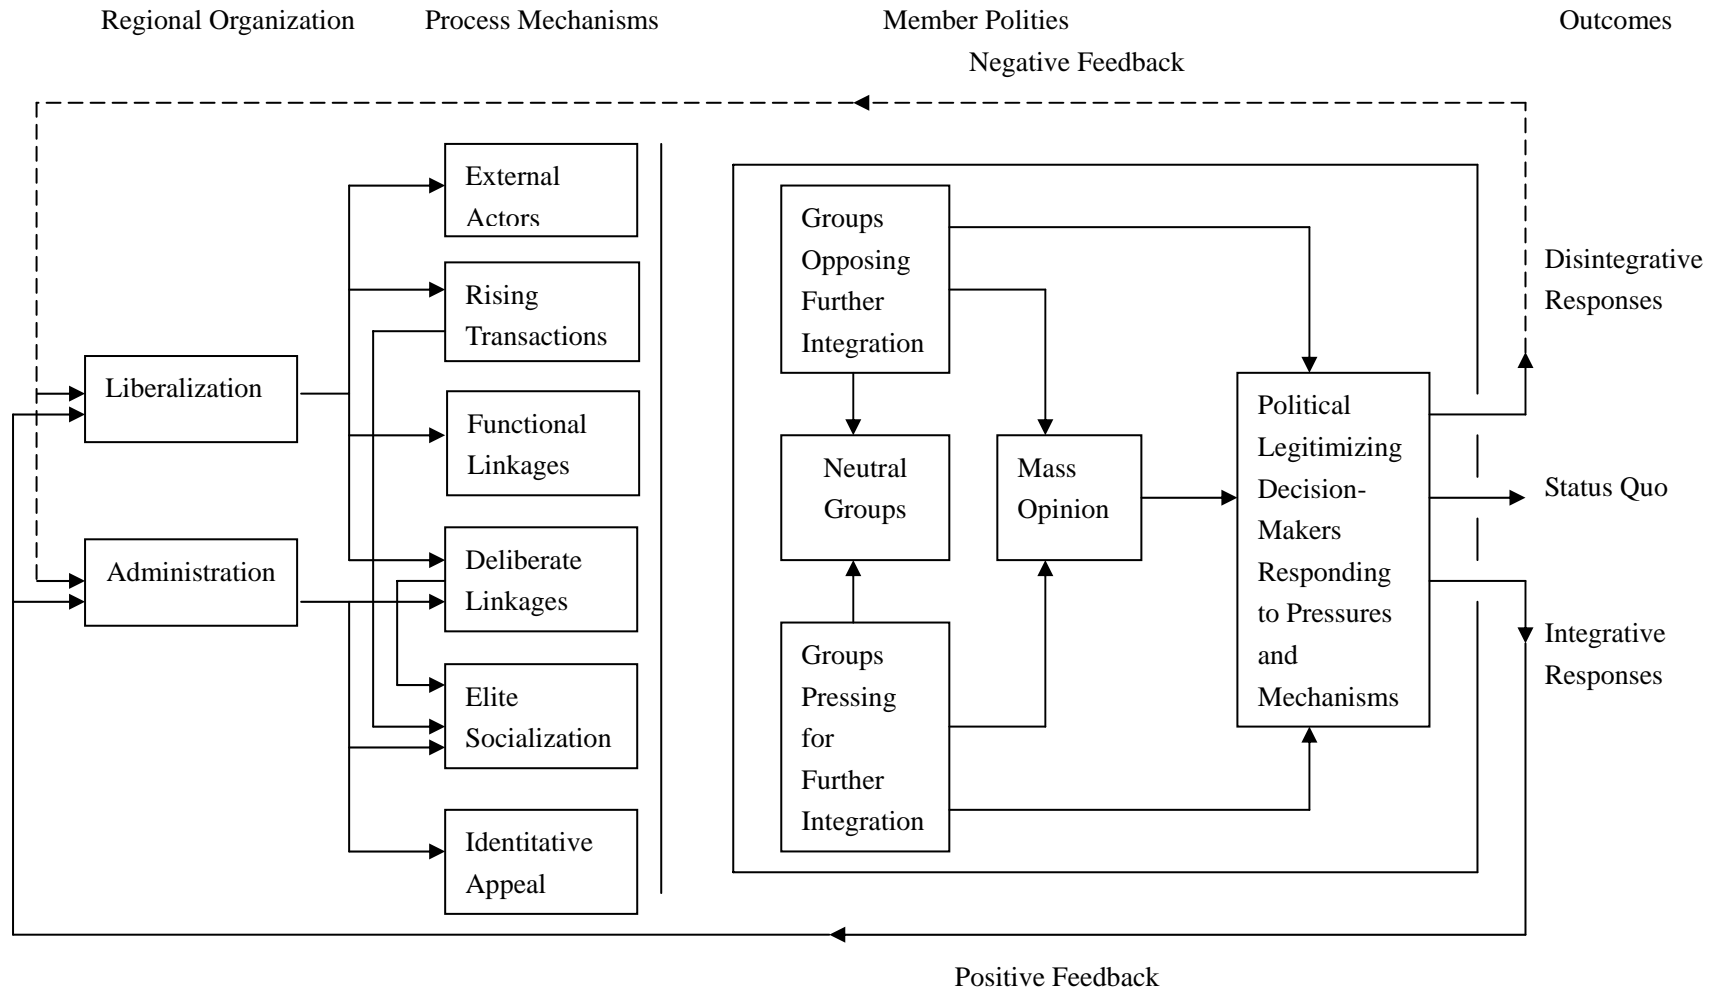 Regional Organization
Process Mechanisms
Member Polities
Outcomes
Negative Feedback
External
Actors
Rising
Transactions
Functional
Linkages
Deliberate
Linkages
Elite
Socialization
Identitative
Appeal
Liberalization
Administration
Groups
Opposing
Further
Integration
Neutral
Groups
Mass
Opinion
Groups
Pressing
for
Further
Integration
Political
Legitimizing
Decision-
Makers
Responding
to Pressures
and
Mechanisms
Disintegrative
Responses
Status Quo
Integrative
Responses
Positive Feedback